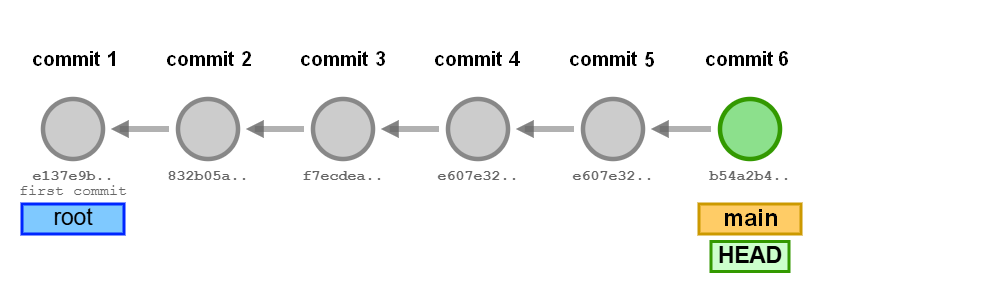 commit 1 commit 2 commit 3 commit 4 commit 5 commit 6
e137e9b.. 832b05a.. f7ecdea.. e607e32.. e607e32.. b54a2b4..
first commit
root main
HEAD